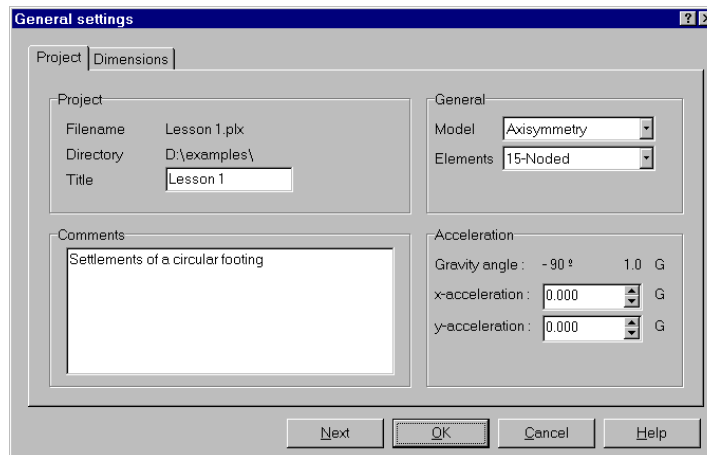 General settings
Project Dimensions
Project
Filename Lesson 1.plx
Directory D:\examples\
Title Lesson 1
General
Model Axisymmetry
Elements 15-Noded
Comments
Settlements of a circular footing
Acceleration
Gravity angle : - 90 º 1.0 G
x-acceleration : 0.000 G
y-acceleration : 0.000 G
Next OK Cancel Help